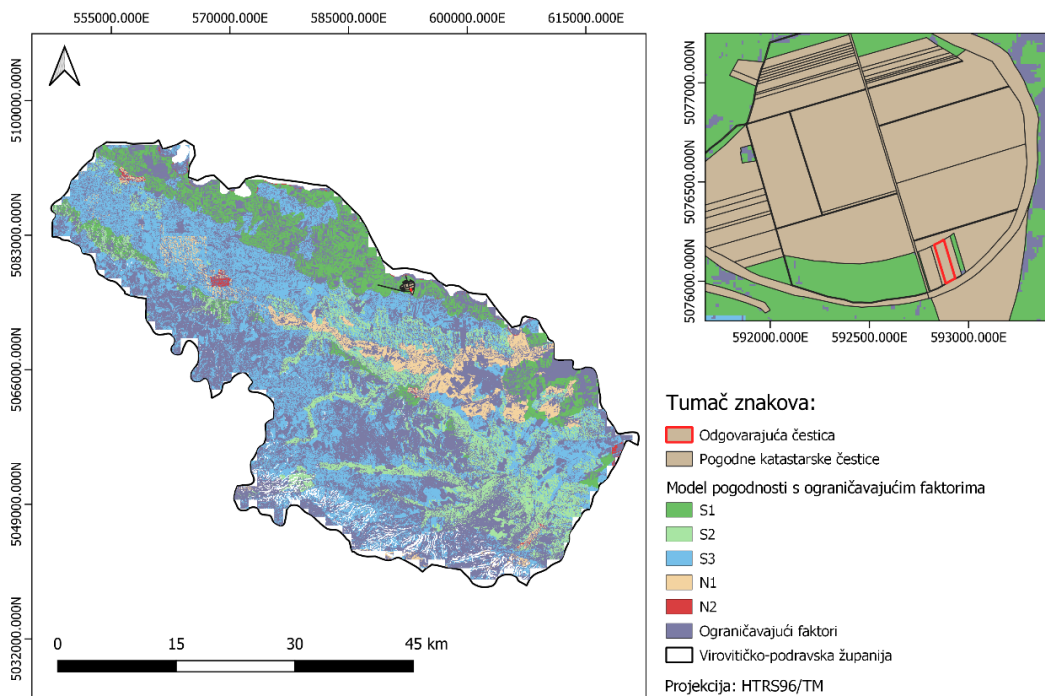 555000.000E 570000.000E 585000.000E 600000.000E 615000.000E
5100000.000N
5083000.000N
5066000.000N
5049000.000N
5032000.000N
0 15 30 45 km
5077000.000N
5076500.000N
5076000.000N
592000.000E 592500.000E 593000.000E
Tumač znakova:
Odgovarajuća čestica
Pogodne katastarske čestice
Model pogodnosti s ograničavajućim faktorima
S1
S2
S3
N1
N2
Ograničavajući faktori
Virovitičko-podravska županija
Projekcija: HTRS96/TM